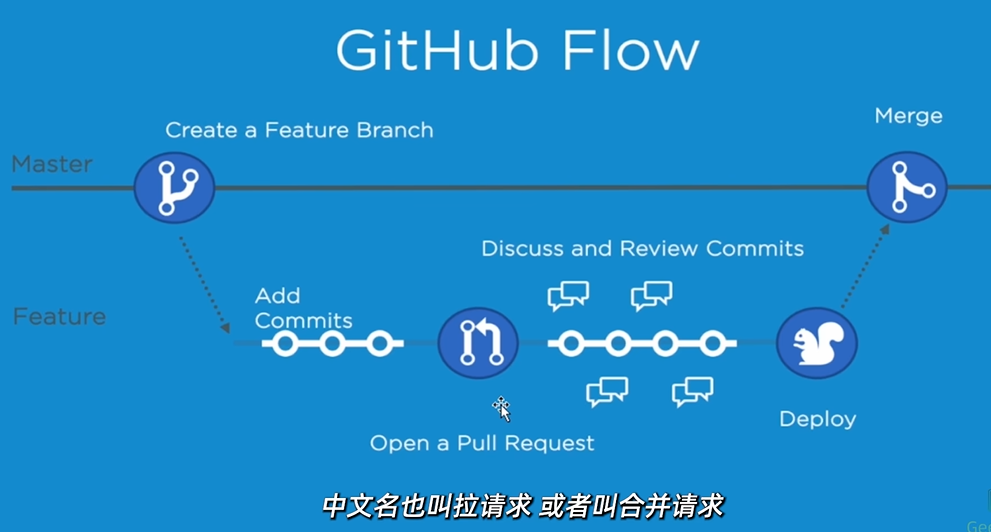 GitHub Flow
Create a Feature Branch
Merge
Master
Discuss and Review Commits
Add
Commits
Feature
Deploy
Open a Pull Request
中文名也叫拉请求 或者叫合并请求